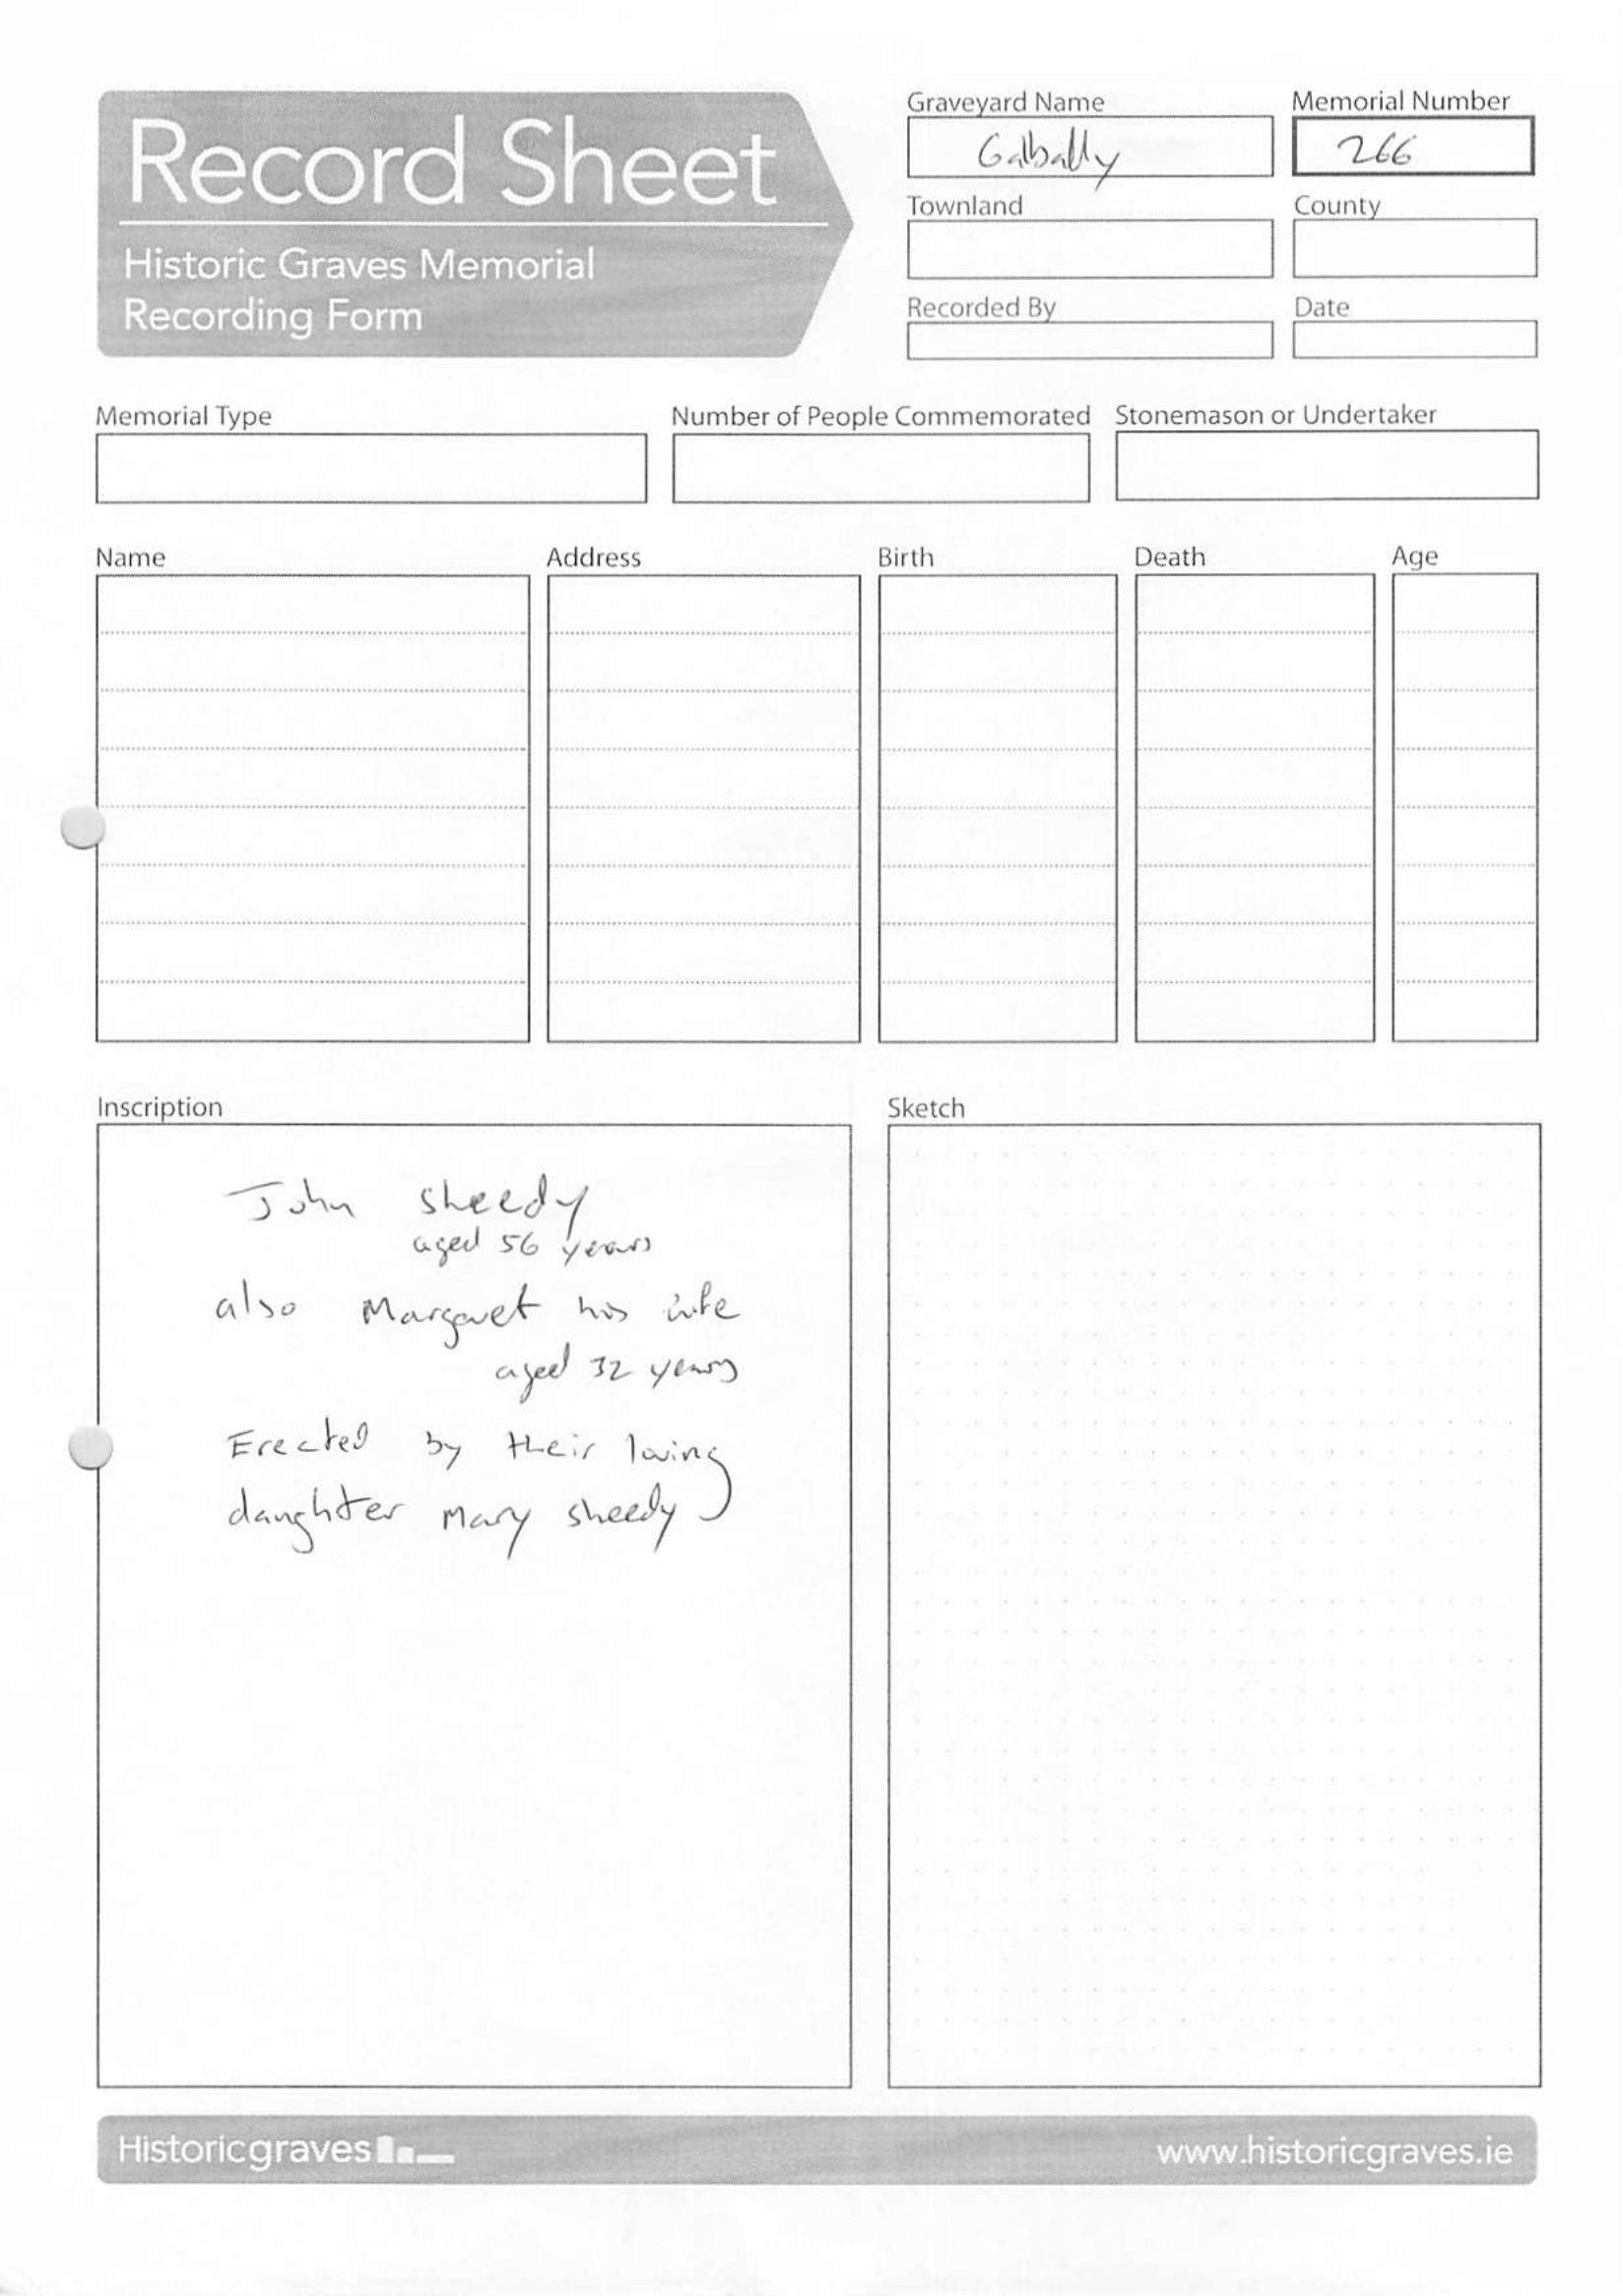 Record Sheet
Historic Graves Memorial
Recording Form
Graveyard Name
Galbally
Memorial Number
266
Townland
County
Recorded By
Date
Memorial Type
Number of People Commemorated
Stonemason or Undertaker
Name
Address
Birth
Death
Age
Inscription
John sheedy
aged 56 years
also Margaret his wife
aged 32 years
Erected by their loving
daughter Mary sheedy
Sketch
Historicgraves
www.historicgraves.ie